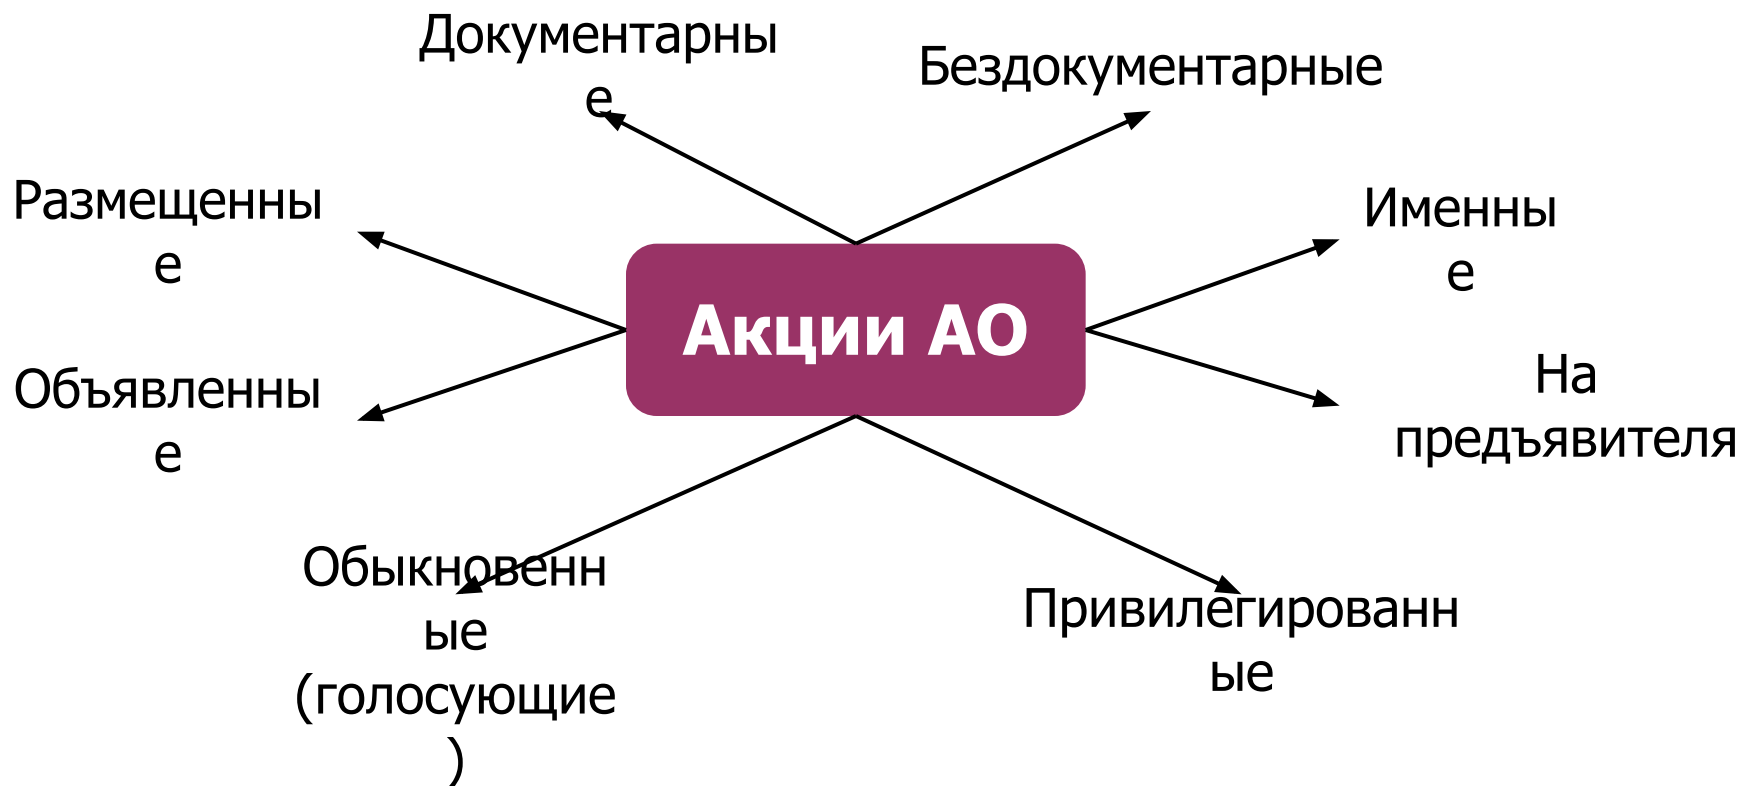 Документарны
е
Бездокументарные
Размещенны
е
Именны
е
Акции АО
Объявленны
е
На
предъявителя
Обыкновенн
ые
(голосующие
)
Привилегированн
ые